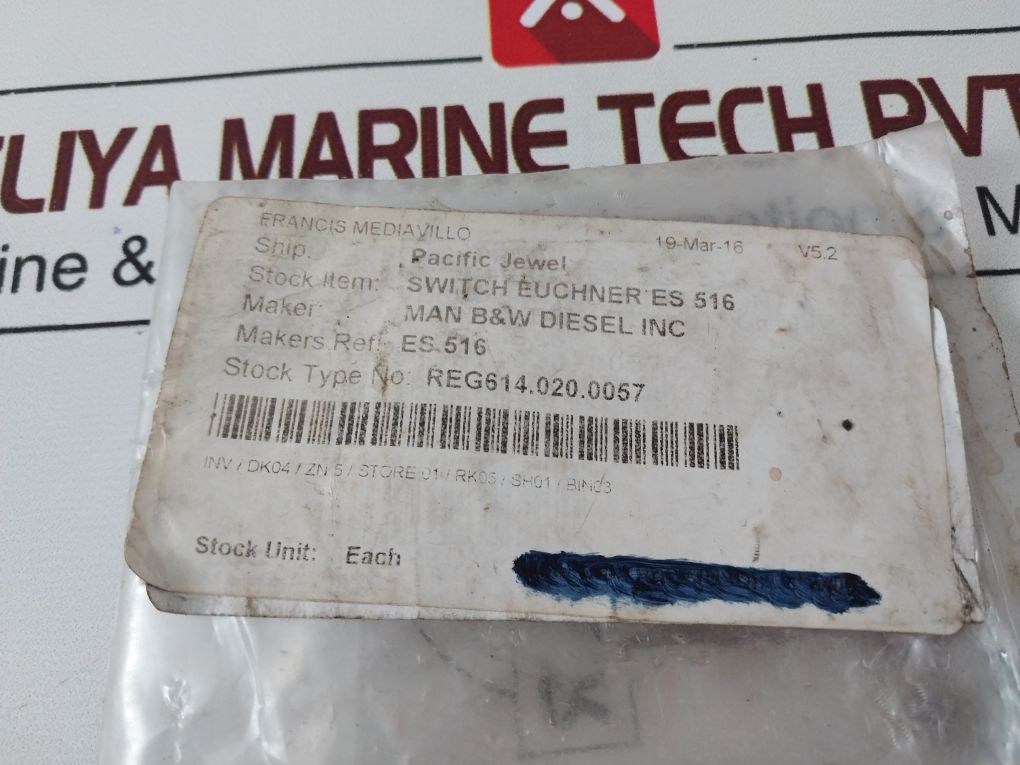 LIYA MARINE TECH PVT
ine & M
FRANCIS MEDIAVILLO 19-Mar-16 V5.2
Ship: Pacific Jewel
Stock Item: SWITCH EUCHNER ES 516
Maker: MAN B&W DIESEL INC
Makers Ref: ES 516
Stock Type No: REG614.020.0057
INV / DK04 / ZN 5 / STORE 01 / RK05 / SH01 / BIN03
Stock Unit: Each